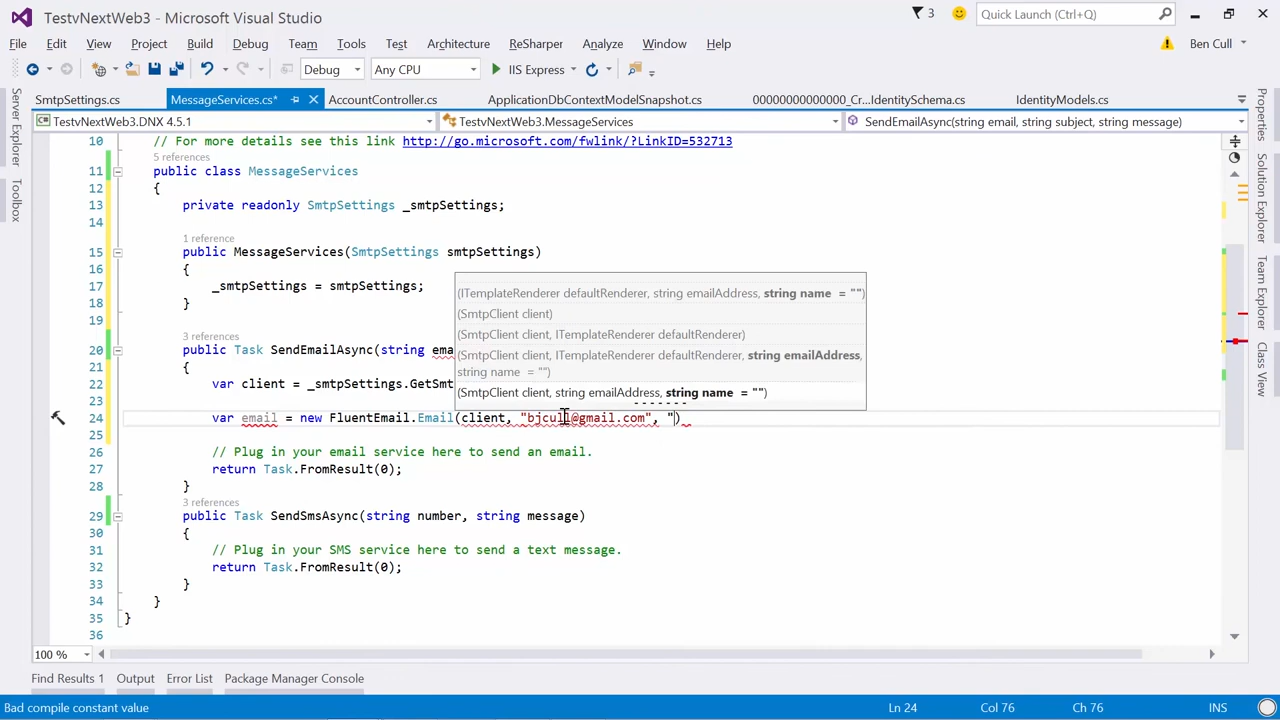 TestvNextWeb3 - Microsoft Visual Studio
3
Quick Launch (Ctrl+Q)
File Edit View Project Build Debug Team Tools Test Architecture ReSharper Analyze Window Help
Ben Cull
Debug Any CPU IIS Express
SmtpSettings.cs MessageServices.cs* AccountController.cs ApplicationDbContextModelSnapshot.cs 00000000000000_Cr...IdentitySchema.cs IdentityModels.cs
TestvNextWeb3.DNX 4.5.1 TestvNextWeb3.MessageServices SendEmailAsync(string email, string subject, string message)
Server Explorer
Toolbox
Properties
Solution Explorer
Team Explorer
Class View
10 // For more details see this link http://go.microsoft.com/fwlink/?LinkID=532713
5 references
11 public class MessageServices
12 {
13 private readonly SmtpSettings _smtpSettings;
14
1 reference
15 public MessageServices(SmtpSettings smtpSettings)
16 {
17 _smtpSettings = smtpSettings;
18 }
19
3 references
20 public Task SendEmailAsync(string ema
21 {
22 var client = _smtpSettings.GetSmt
23
24 var email = new FluentEmail.Email(client, "bjcull@gmail.com", ")
25
26 // Plug in your email service here to send an email.
27 return Task.FromResult(0);
28 }
3 references
29 public Task SendSmsAsync(string number, string message)
30 {
31 // Plug in your SMS service here to send a text message.
32 return Task.FromResult(0);
33 }
34 }
35 }
36
(ITemplateRenderer defaultRenderer, string emailAddress, string name = "")
(SmtpClient client)
(SmtpClient client, ITemplateRenderer defaultRenderer)
(SmtpClient client, ITemplateRenderer defaultRenderer, string emailAddress,
string name = "")
(SmtpClient client, string emailAddress, string name = "")
100 %
Find Results 1 Output Error List Package Manager Console
Bad compile constant value Ln 24 Col 76 Ch 76 INS